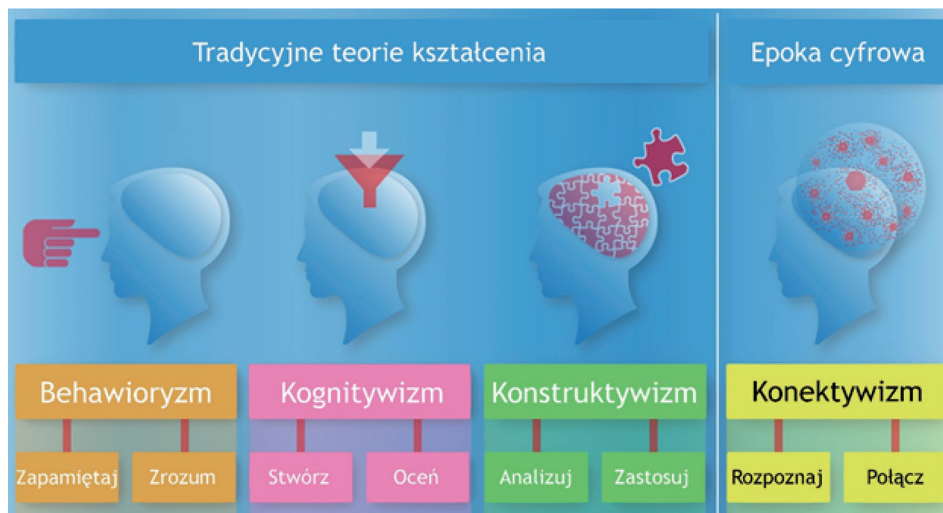 Tradycyjne teorie kształcenia
Epoka cyfrowa
Behawioryzm
Kognitywizm
Konstruktywizm
Konektywizm
Zapamiętaj
Zrozum
Stwórz
Oceń
Analizuj
Zastosuj
Rozpoznaj
Połącz